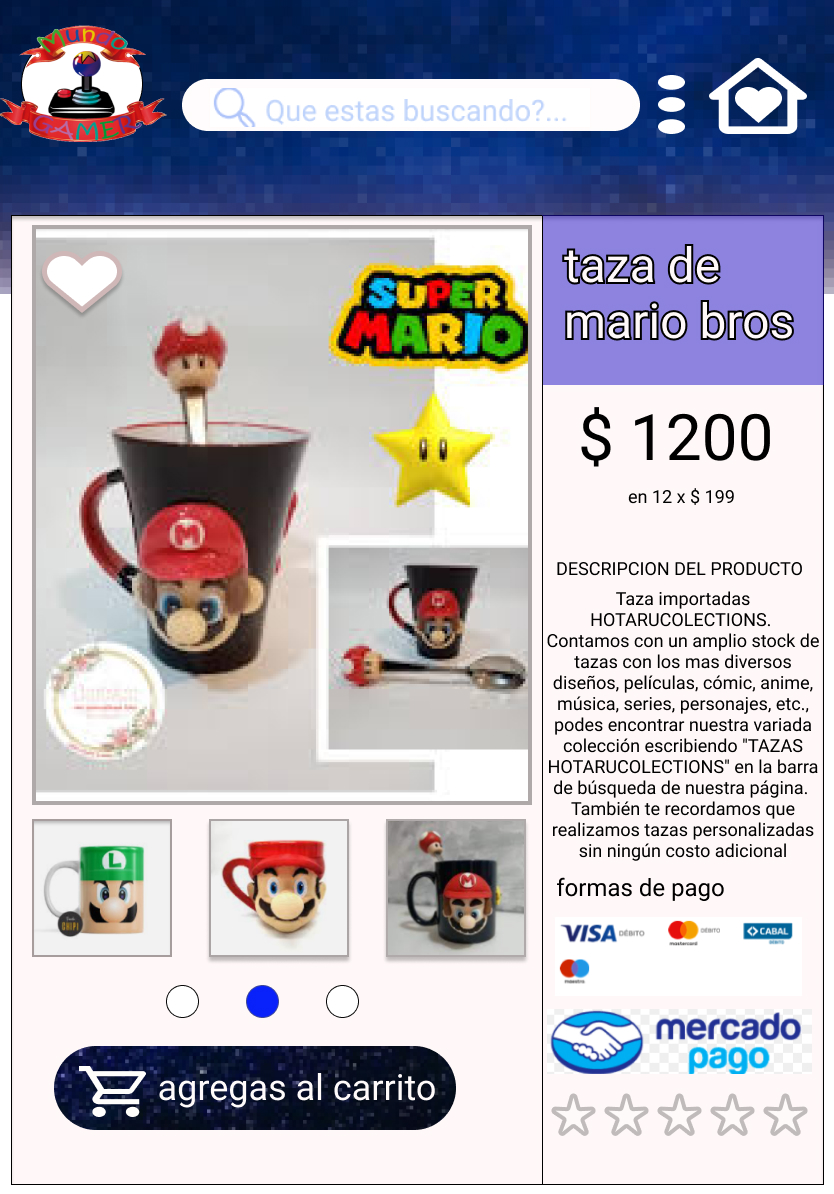 Mundo
GAMER
Que estas buscando?...
SUPER
MARIO
M
M
L
CHIPI
M
agregas al carrito
taza de
mario bros
$ 1200
en 12 x $ 199
DESCRIPCION DEL PRODUCTO
Taza importadas
HOTARUCOLECTIONS.
Contamos con un amplio stock de
tazas con los mas diversos
diseños, películas, cómic, anime,
música, series, personajes, etc.,
podes encontrar nuestra variada
colección escribiendo "TAZAS
HOTARUCOLECTIONS" en la barra
de búsqueda de nuestra página.
También te recordamos que
realizamos tazas personalizadas
sin ningún costo adicional
formas de pago
VISA DÉBITO mastercard DÉBITO CABAL DÉBITO
maestro
mercado
pago